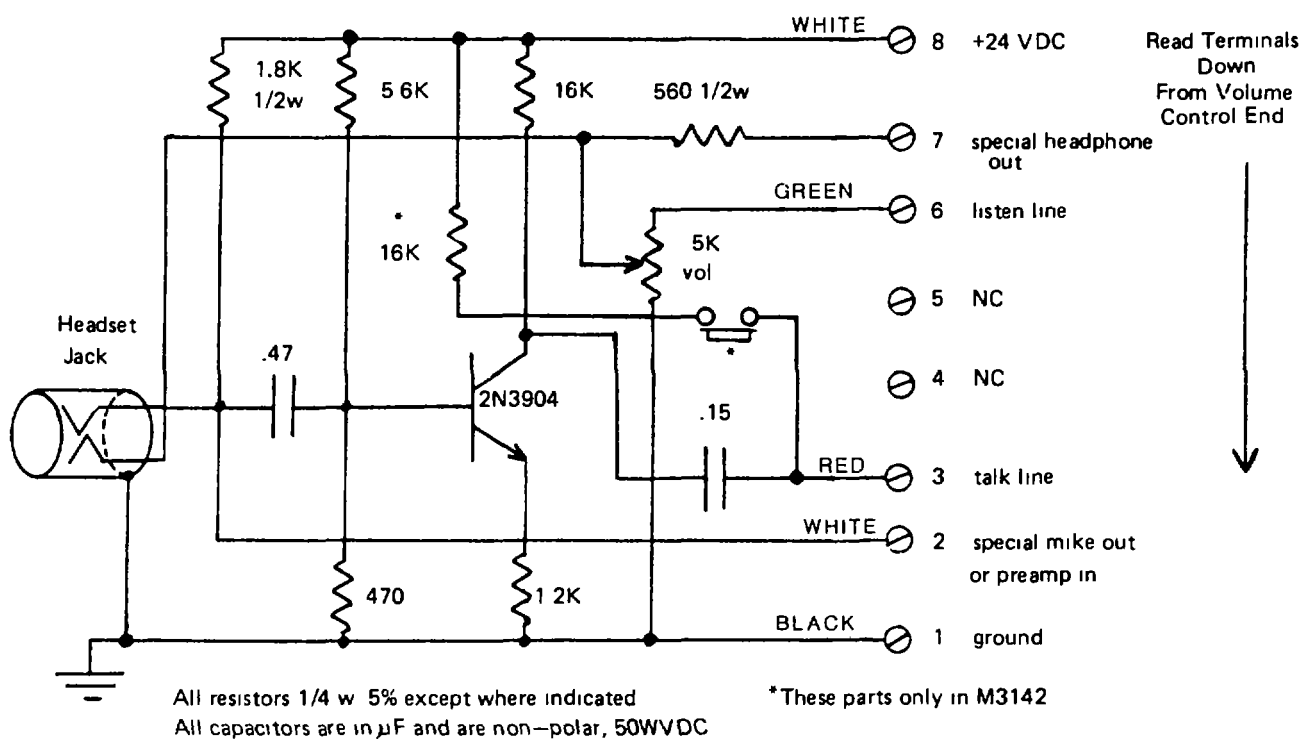 WHITE 8 +24 VDC
Read Terminals
Down
From Volume
Control End
1.8K
1/2w
5 6K
16K
560 1/2w
7 special headphone
out
GREEN 6 listen line
*
16K
5K
vol
5 NC
Headset
Jack
*
.47
4 NC
2N3904
.15
RED 3 talk line
WHITE 2 special mike out
or preamp in
470
1 2K
BLACK 1 ground
All resistors 1/4 w 5% except where indicated
*These parts only in M3142
All capacitors are in µF and are non-polar, 50WVDC